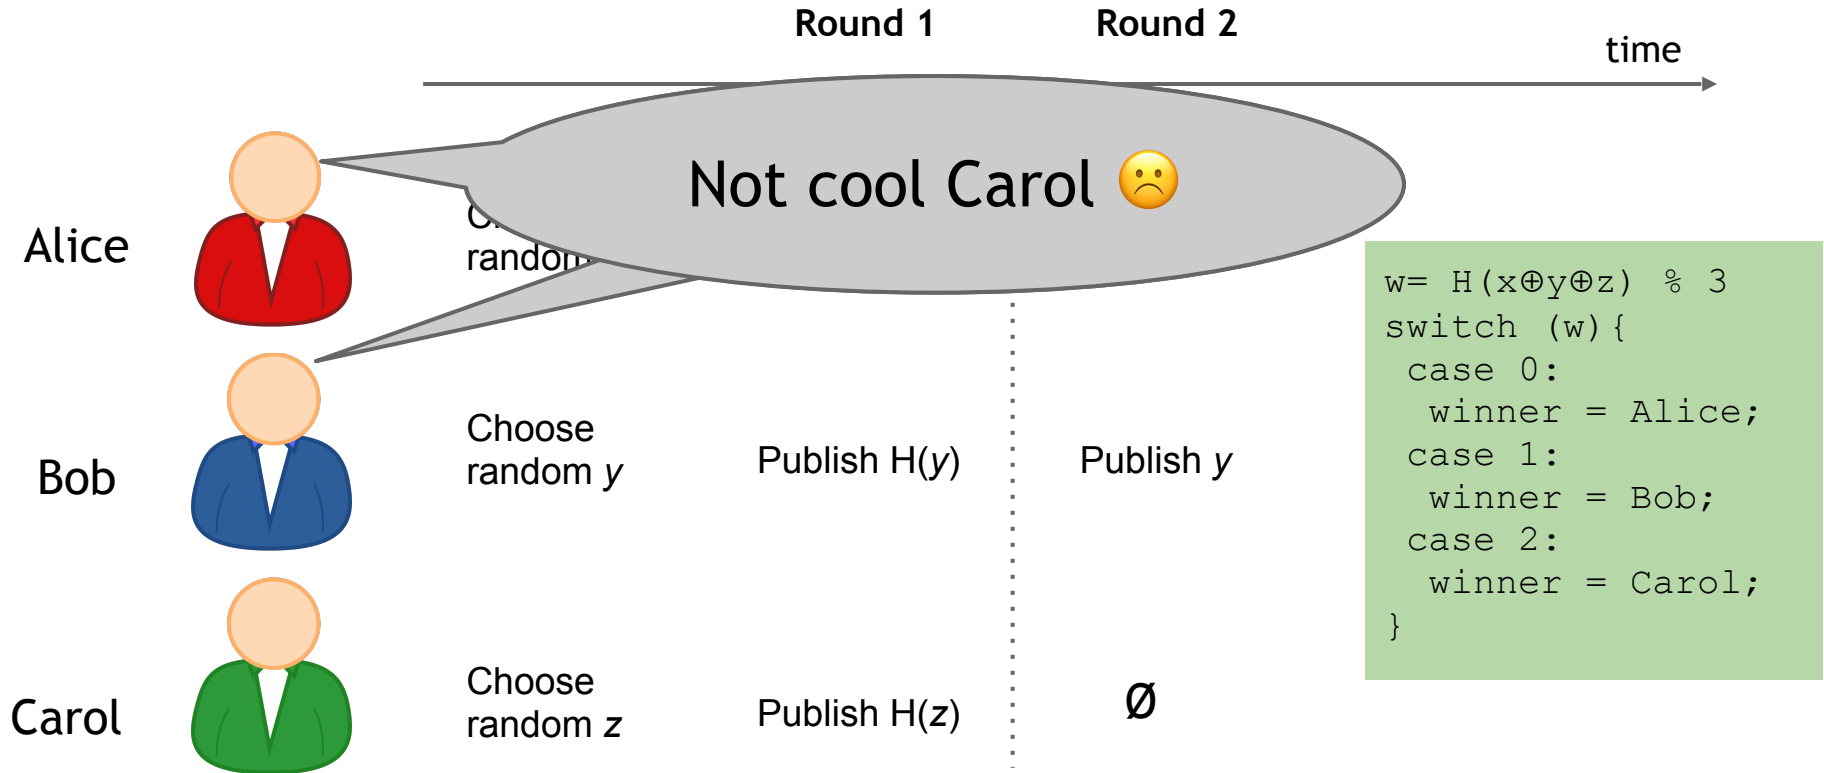 Round 1 Round 2
time
Not cool Carol ☹️
Alice
random
w= H(x⊕y⊕z) % 3
switch (w){
case 0:
winner = Alice;
case 1:
winner = Bob;
case 2:
winner = Carol;
}
Bob
Choose
random y
Publish H(y)
Publish y
Carol
Choose
random z
Publish H(z)
Ø